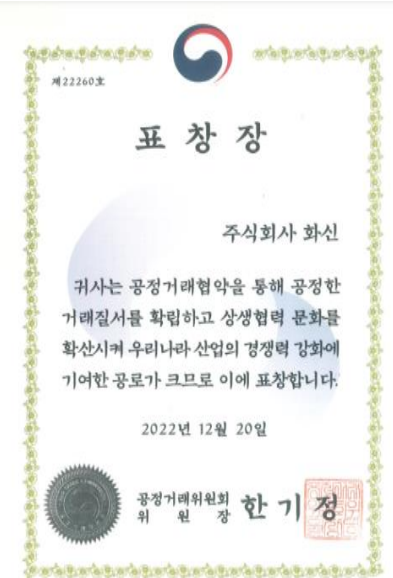 제22260호
표 창 장
주식회사 화신
귀사는 공정거래협약을 통해 공정한
거래질서를 확립하고 상생협력 문화를
확산시켜 우리나라 산업의 경쟁력 강화에
기여한 공로가 크므로 이에 표창합니다.
2022년 12월 20일
공정거래위원회
위 원 장 한 기 정